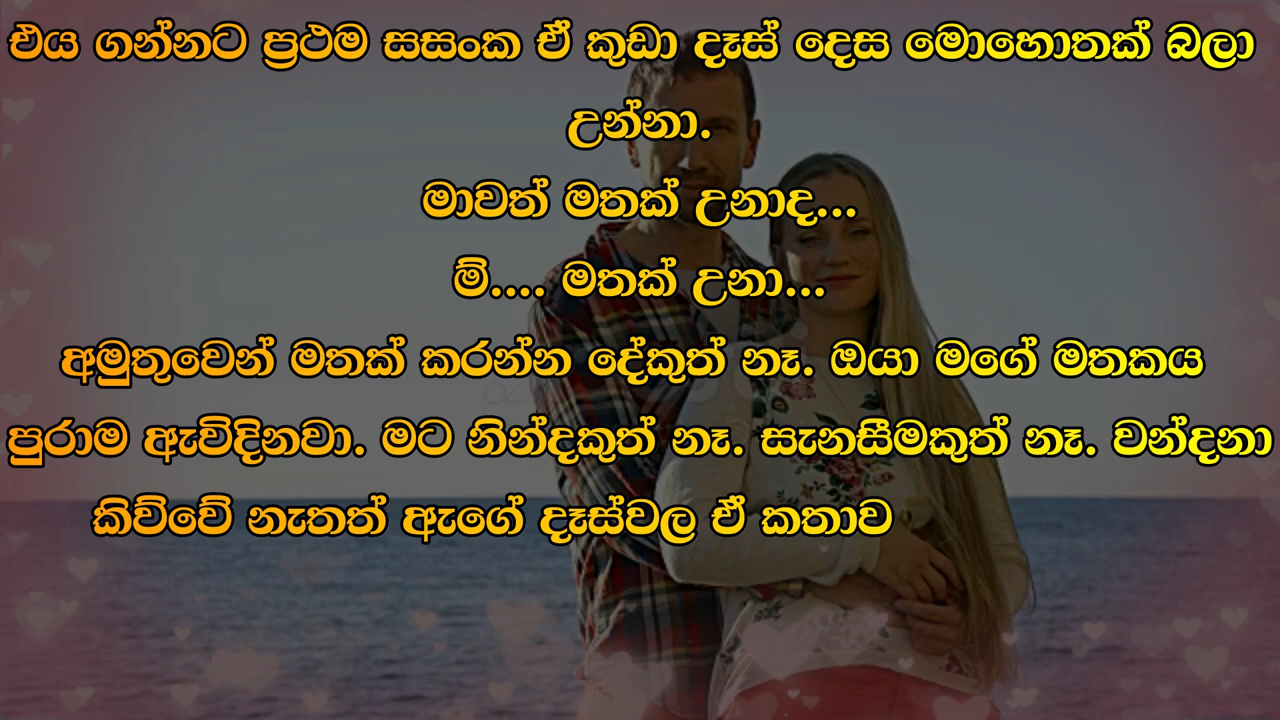 එය ගන්නට ප්‍රථම සසංක ඒ කුඩා දෑස් දෙස මොහොතක් බලා
උන්නා.
මාවත් මතක් උනාද...
ම්.... මතක් උනා...
අමුතුවෙන් මතක් කරන්න දේකුත් නෑ. ඔයා මගේ මතකය
පුරාම ඇවිදිනවා. මට නින්දකුත් නෑ. සැනසීමකුත් නෑ. වන්දනා
කිව්වේ නැතත් ඇගේ දෑස්වල ඒ කතාව